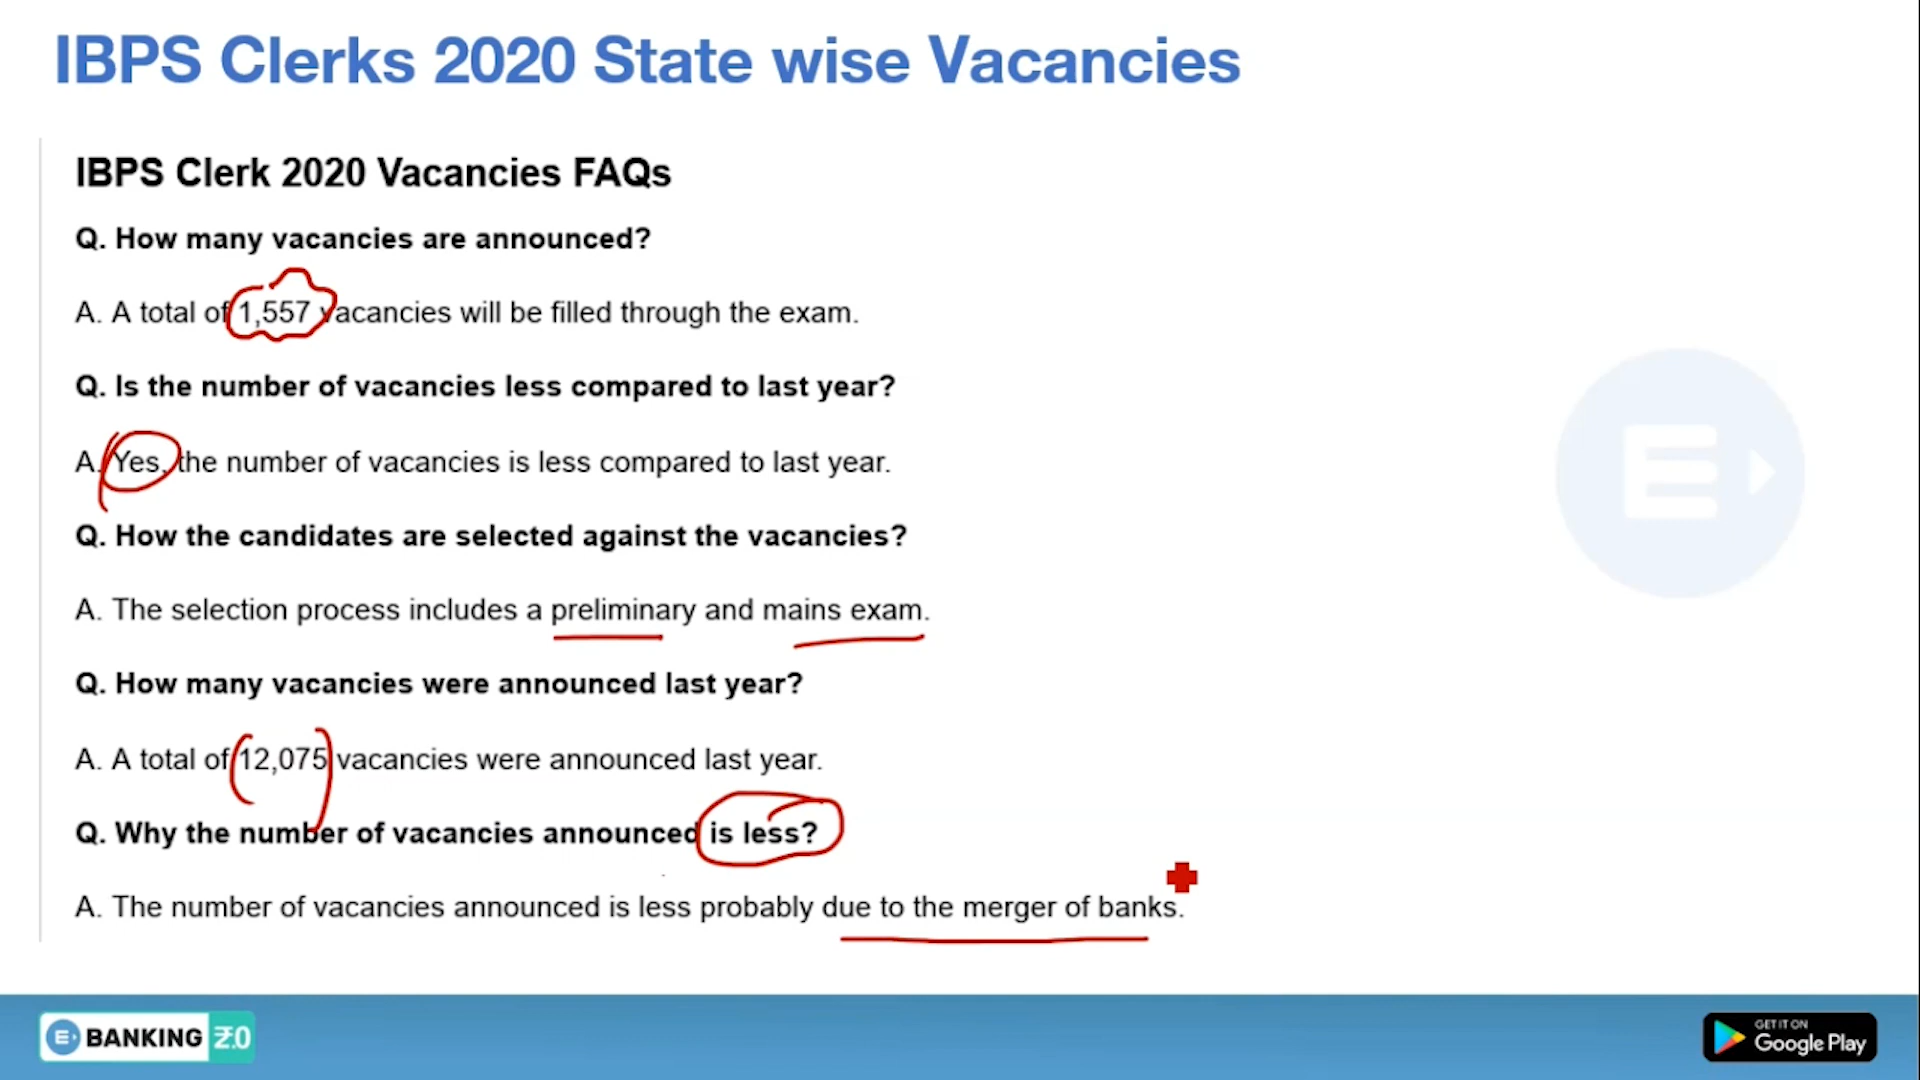 IBPS Clerks 2020 State wise Vacancies
IBPS Clerk 2020 Vacancies FAQs
Q. How many vacancies are announced?
A. A total of 1,557 vacancies will be filled through the exam.
Q. Is the number of vacancies less compared to last year?
A. Yes, the number of vacancies is less compared to last year.
Q. How the candidates are selected against the vacancies?
A. The selection process includes a preliminary and mains exam.
Q. How many vacancies were announced last year?
A. A total of 12,075 vacancies were announced last year.
Q. Why the number of vacancies announced is less?
A. The number of vacancies announced is less probably due to the merger of banks.
E
E BANKING 2.0
GET IT ON
Google Play